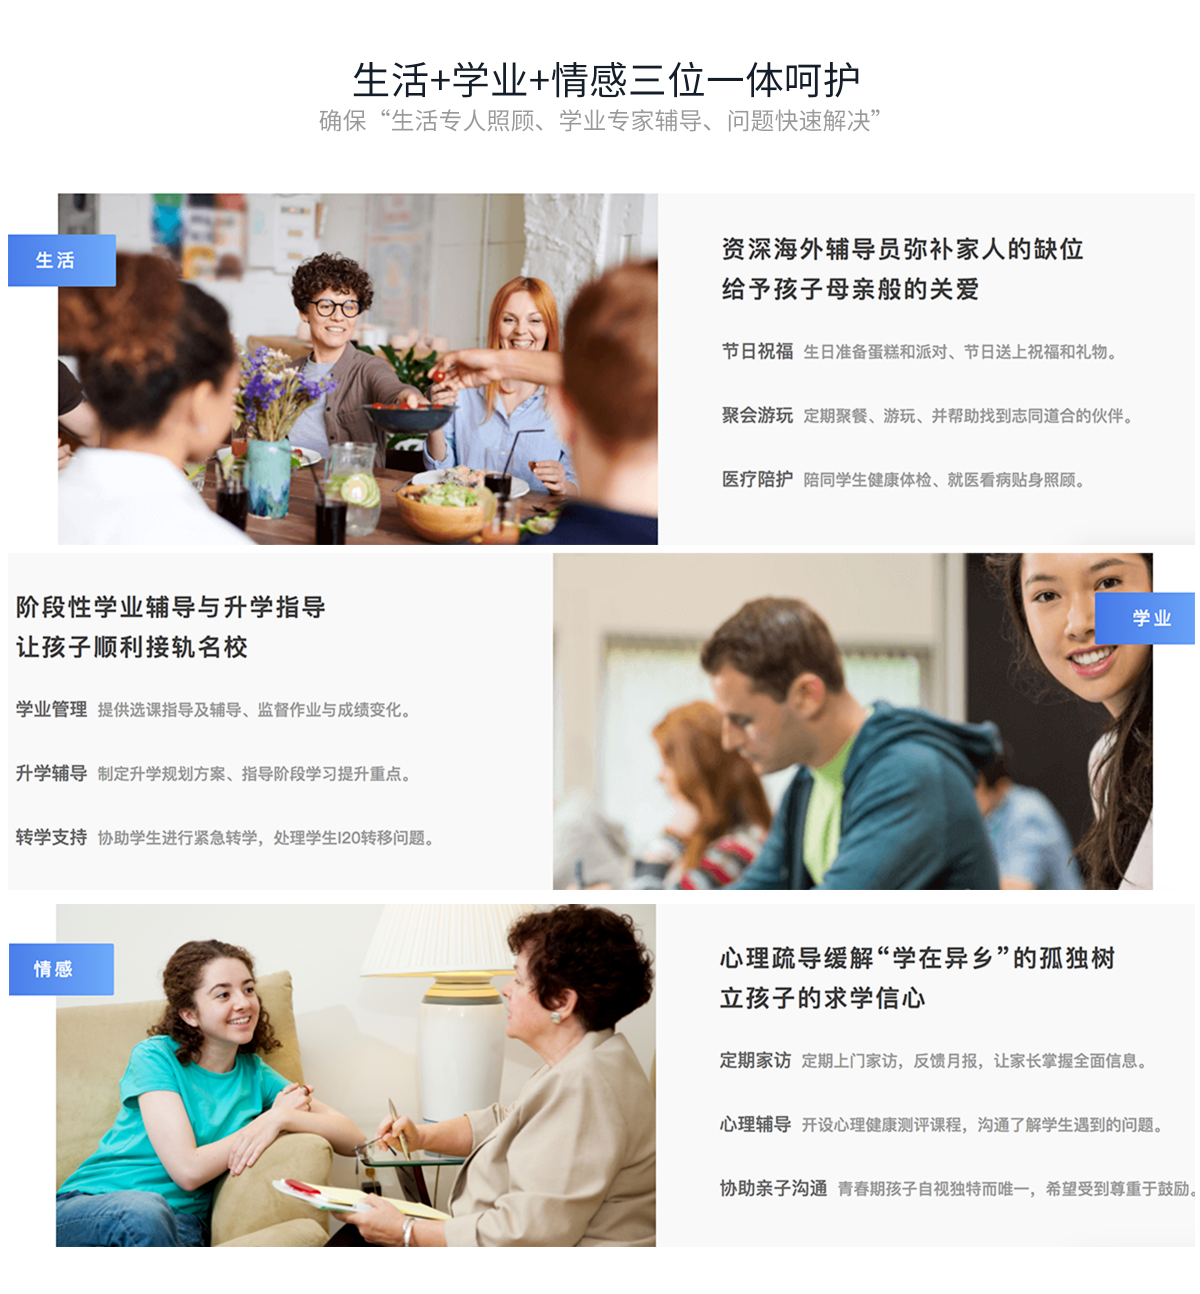 生活+学业+情感三位一体呵护
确保“生活专人照顾、学业专家辅导、问题快速解决”
生活
资深海外辅导员弥补家人的缺位
给予孩子母亲般的关爱
节日祝福 生日准备蛋糕和派对、节日送上祝福和礼物。
聚会游玩 定期聚餐、游玩、并帮助找到志同道合的伙伴。
医疗陪护 陪同学生健康体检、就医看病贴身照顾。
阶段性学业辅导与升学指导
让孩子顺利接轨名校
学业
学业管理 提供选课指导及辅导、监督作业与成绩变化。
升学辅导 制定升学规划方案、指导阶段学习提升重点。
转学支持 协助学生进行紧急转学，处理学生I20转移问题。
情感
心理疏导缓解“学在异乡”的孤独树
立孩子的求学信心
定期家访 定期上门家访，反馈月报，让家长掌握全面信息。
心理辅导 开设心理健康测评课程，沟通了解学生遇到的问题。
协助亲子沟通 青春期孩子自视独特而唯一，希望受到尊重于鼓励。